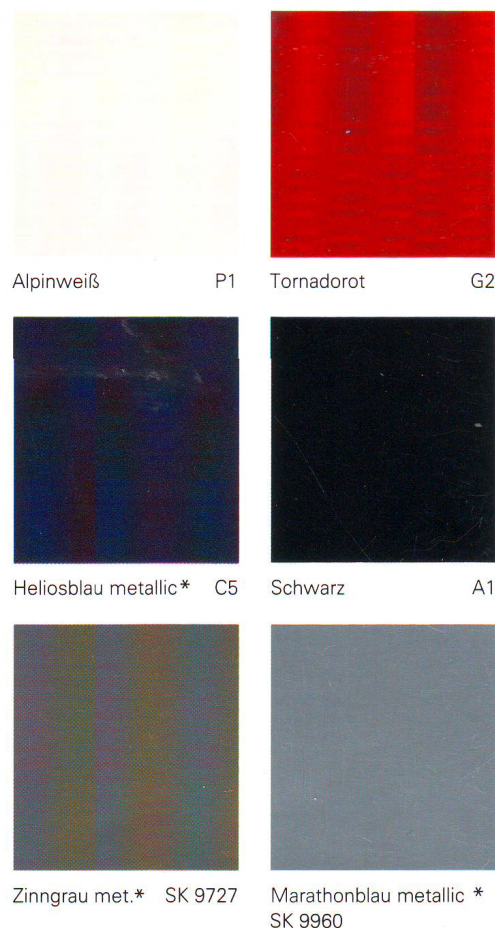 Alpinweiß P1
Tornadorot G2
Heliosblau metallic* C5
Schwarz A1
Zinngrau met.* SK 9727
Marathonblau metallic *
SK 9960